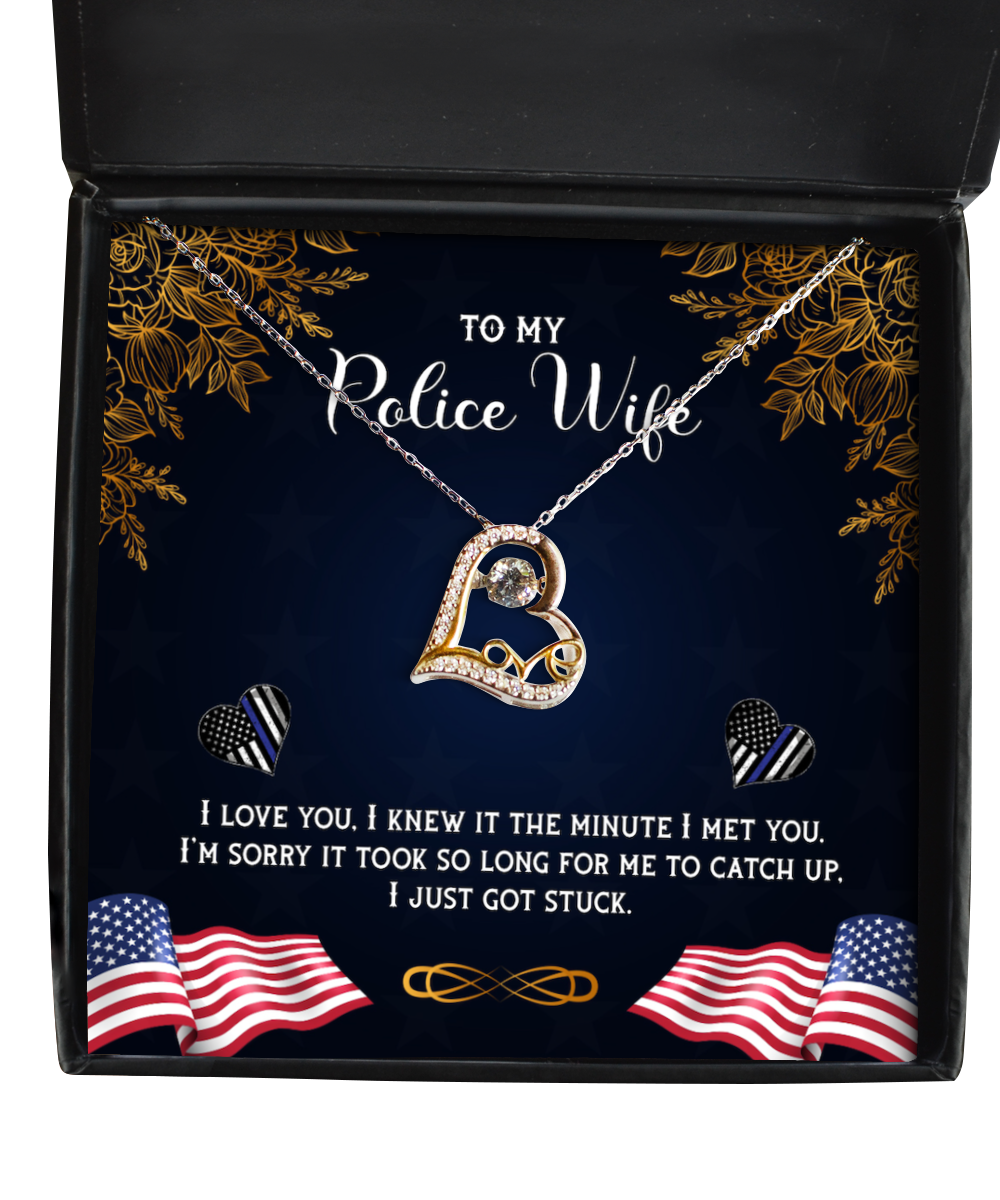 TO MY
Police Wife
Love
I LOVE YOU, I KNEW IT THE MINUTE I MET YOU.
I'M SORRY IT TOOK SO LONG FOR ME TO CATCH UP,
I JUST GOT STUCK.